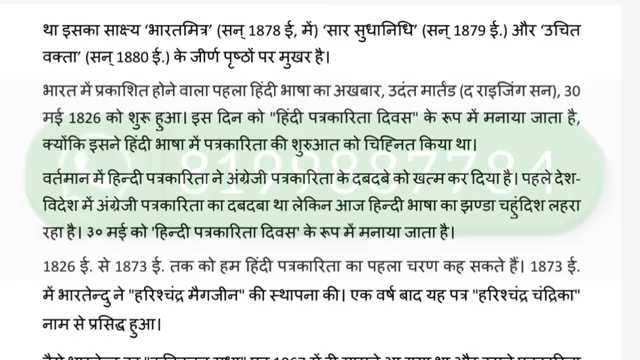 था इसका साक्ष्य ‘भारतमित्र’ (सन् 1878 ई, में) ‘सार सुधानिधि’ (सन् 1879 ई.) और ‘उचित
वक्ता’ (सन् 1880 ई.) के जीर्ण पृष्ठों पर मुखर है।
भारत में प्रकाशित होने वाला पहला हिंदी भाषा का अखबार, उदंत मार्तंड (द राइजिंग सन), 30
मई 1826 को शुरू हुआ। इस दिन को "हिंदी पत्रकारिता दिवस" के रूप में मनाया जाता है,
क्योंकि इसने हिंदी भाषा में पत्रकारिता की शुरुआत को चिह्नित किया था।
8199887784
वर्तमान में हिन्दी पत्रकारिता ने अंग्रेजी पत्रकारिता के दबदबे को खत्म कर दिया है। पहले देश-
विदेश में अंग्रेजी पत्रकारिता का दबदबा था लेकिन आज हिन्दी भाषा का झण्डा चहुंदिश लहरा
रहा है। ३० मई को 'हिन्दी पत्रकारिता दिवस' के रूप में मनाया जाता है।
1826 ई. से 1873 ई. तक को हम हिंदी पत्रकारिता का पहला चरण कह सकते हैं। 1873 ई.
में भारतेन्दु ने "हरिश्चंद्र मैगजीन" की स्थापना की। एक वर्ष बाद यह पत्र "हरिश्चंद्र चंद्रिका"
नाम से प्रसिद्ध हुआ।